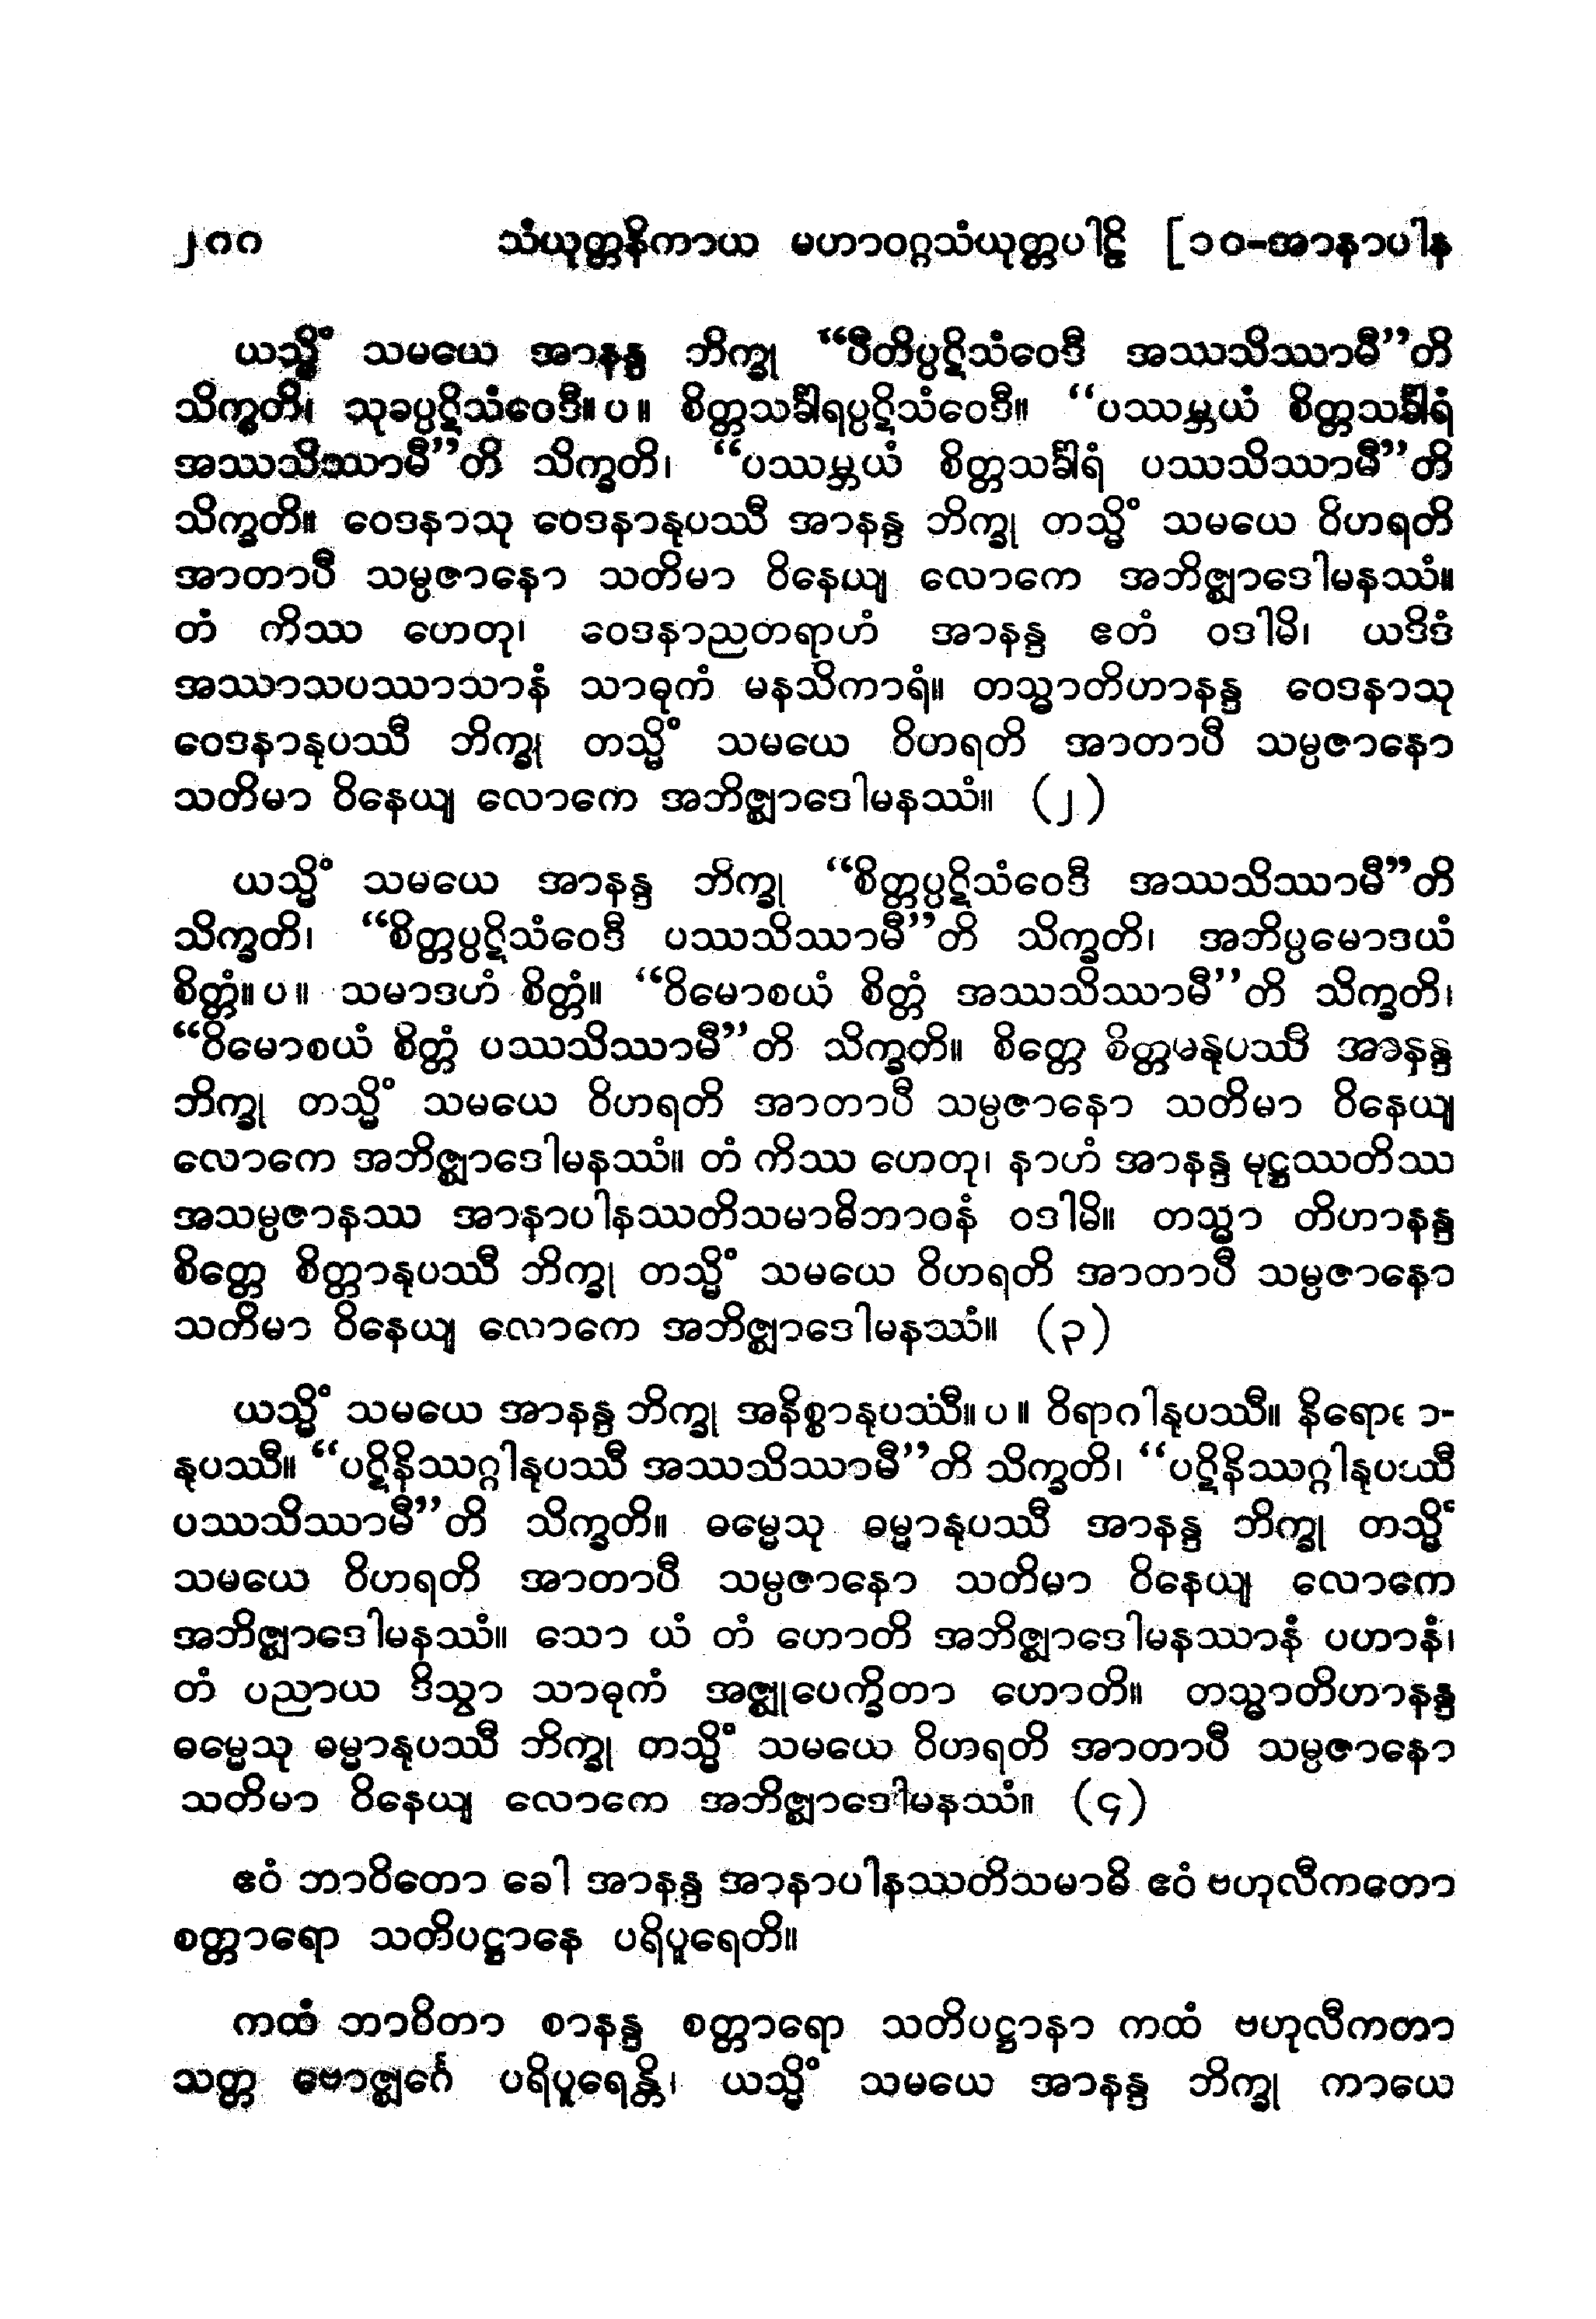 ၂၈၈ သံယုတ္တနိကာယ မဟာဝဂ္ဂသံယုတ္တပါဠိ [၁၀-အာနာပါန
ယသ္မိံ သမယေ အာနန္ဒ ဘိက္ခု “ပီတိပ္ပဋိသံဝေဒီ အဿသိဿာမီ”တိ
သိက္ခတိ၊ သုခပ္ပဋိသံဝေဒီ။ ပ ။ စိတ္တသင်္ခါရပ္ပဋိသံဝေဒီ။ “ပဿမ္ဘယံ စိတ္တသင်္ခါရံ
အဿသိဿာမီ”တိ သိက္ခတိ၊ “ပဿမ္ဘယံ စိတ္တသင်္ခါရံ ပဿသိဿာမီ”တိ
သိက္ခတိ။ ဝေဒနာသု ဝေဒနာနုပဿီ အာနန္ဒ ဘိက္ခု တသ္မိံ သမယေ ဝိဟရတိ
အာတာပီ သမ္ပဇာနော သတိမာ ဝိနေယျ လောကေ အဘိဇ္ဈာဒေါမနဿံ။
တံ ကိဿ ဟေတု၊ ဝေဒနာညတရာဟံ အာနန္ဒ ဧတံ ဝဒါမိ၊ ယဒိဒံ
အဿာသပဿာသာနံ သာဓုကံ မနသိကာရံ။ တသ္မာတိဟာနန္ဒ ဝေဒနာသု
ဝေဒနာနုပဿီ ဘိက္ခု တသ္မိံ သမယေ ဝိဟရတိ အာတာပီ သမ္ပဇာနော
သတိမာ ဝိနေယျ လောကေ အဘိဇ္ဈာဒေါမနဿံ။ (၂)
ယသ္မိံ သမယေ အာနန္ဒ ဘိက္ခု “စိတ္တပ္ပဋိသံဝေဒီ အဿသိဿာမီ”တိ
သိက္ခတိ၊ “စိတ္တပ္ပဋိသံဝေဒီ ပဿသိဿာမီ”တိ သိက္ခတိ၊ အဘိပ္ပမောဒယံ
စိတ္တံ။ ပ ။ သမာဒဟံ စိတ္တံ။ “ဝိမောစယံ စိတ္တံ အဿသိဿာမီ”တိ သိက္ခတိ၊
“ဝိမောစယံ စိတ္တံ ပဿသိဿာမီ”တိ သိက္ခတိ။ စိတ္တေ စိတ္တမနုပဿီ အာနန္ဒ
ဘိက္ခု တသ္မိံ သမယေ ဝိဟရတိ အာတာပီ သမ္ပဇာနော သတိမာ ဝိနေယျ
လောကေ အဘိဇ္ဈာဒေါမနဿံ။ တံ ကိဿ ဟေတု၊ နာဟံ အာနန္ဒ မုဋ္ဌဿတိဿ
အသမ္ပဇာနဿ အာနာပါနဿတိသမာဓိဘာဝနံ ဝဒါမိ။ တသ္မာ တိဟာနန္ဒ
စိတ္တေ စိတ္တာနုပဿီ ဘိက္ခု တသ္မိံ သမယေ ဝိဟရတိ အာတာပီ သမ္ပဇာနော
သတိမာ ဝိနေယျ လောကေ အဘိဇ္ဈာဒေါမနဿံ။ (၃)
ယသ္မိံ သမယေ အာနန္ဒ ဘိက္ခု အနိစ္စာနုပဿီ။ ပ ။ ဝိရာဂါနုပဿီ။ နိရောဓာ-
နုပဿီ။ “ပဋိနိဿဂ္ဂါနုပဿီ အဿသိဿာမီ”တိ သိက္ခတိ၊ “ပဋိနိဿဂ္ဂါနုပဿီ
ပဿသိဿာမီ”တိ သိက္ခတိ။ ဓမ္မေသု ဓမ္မာနုပဿီ အာနန္ဒ ဘိက္ခု တသ္မိံ
သမယေ ဝိဟရတိ အာတာပီ သမ္ပဇာနော သတိမာ ဝိနေယျ လောကေ
အဘိဇ္ဈာဒေါမနဿံ။ သော ယံ တံ ဟောတိ အဘိဇ္ဈာဒေါမနဿာနံ ပဟာနံ၊
တံ ပညာယ ဒိသွာ သာဓုကံ အဇ္ဈုပေက္ခိတာ ဟောတိ။ တသ္မာတိဟာနန္ဒ
ဓမ္မေသု ဓမ္မာနုပဿီ ဘိက္ခု တသ္မိံ သမယေ ဝိဟရတိ အာတာပီ သမ္ပဇာနော
သတိမာ ဝိနေယျ လောကေ အဘိဇ္ဈာဒေါမနဿံ။ (၄)
ဧဝံ ဘာဝိတော ခေါ အာနန္ဒ အာနာပါနဿတိသမာဓိ ဧဝံ ဗဟုလီကတော
စတ္တာရော သတိပဋ္ဌာနေ ပရိပူရေတိ။
ကထံ ဘာဝိတာ စာနန္ဒ စတ္တာရော သတိပဋ္ဌာနာ ကထံ ဗဟုလီကတာ
သတ္တ ဗောဇ္ဈင်္ဂေ ပရိပူရေန္တိ၊ ယသ္မိံ သမယေ အာနန္ဒ ဘိက္ခု ကာယေ